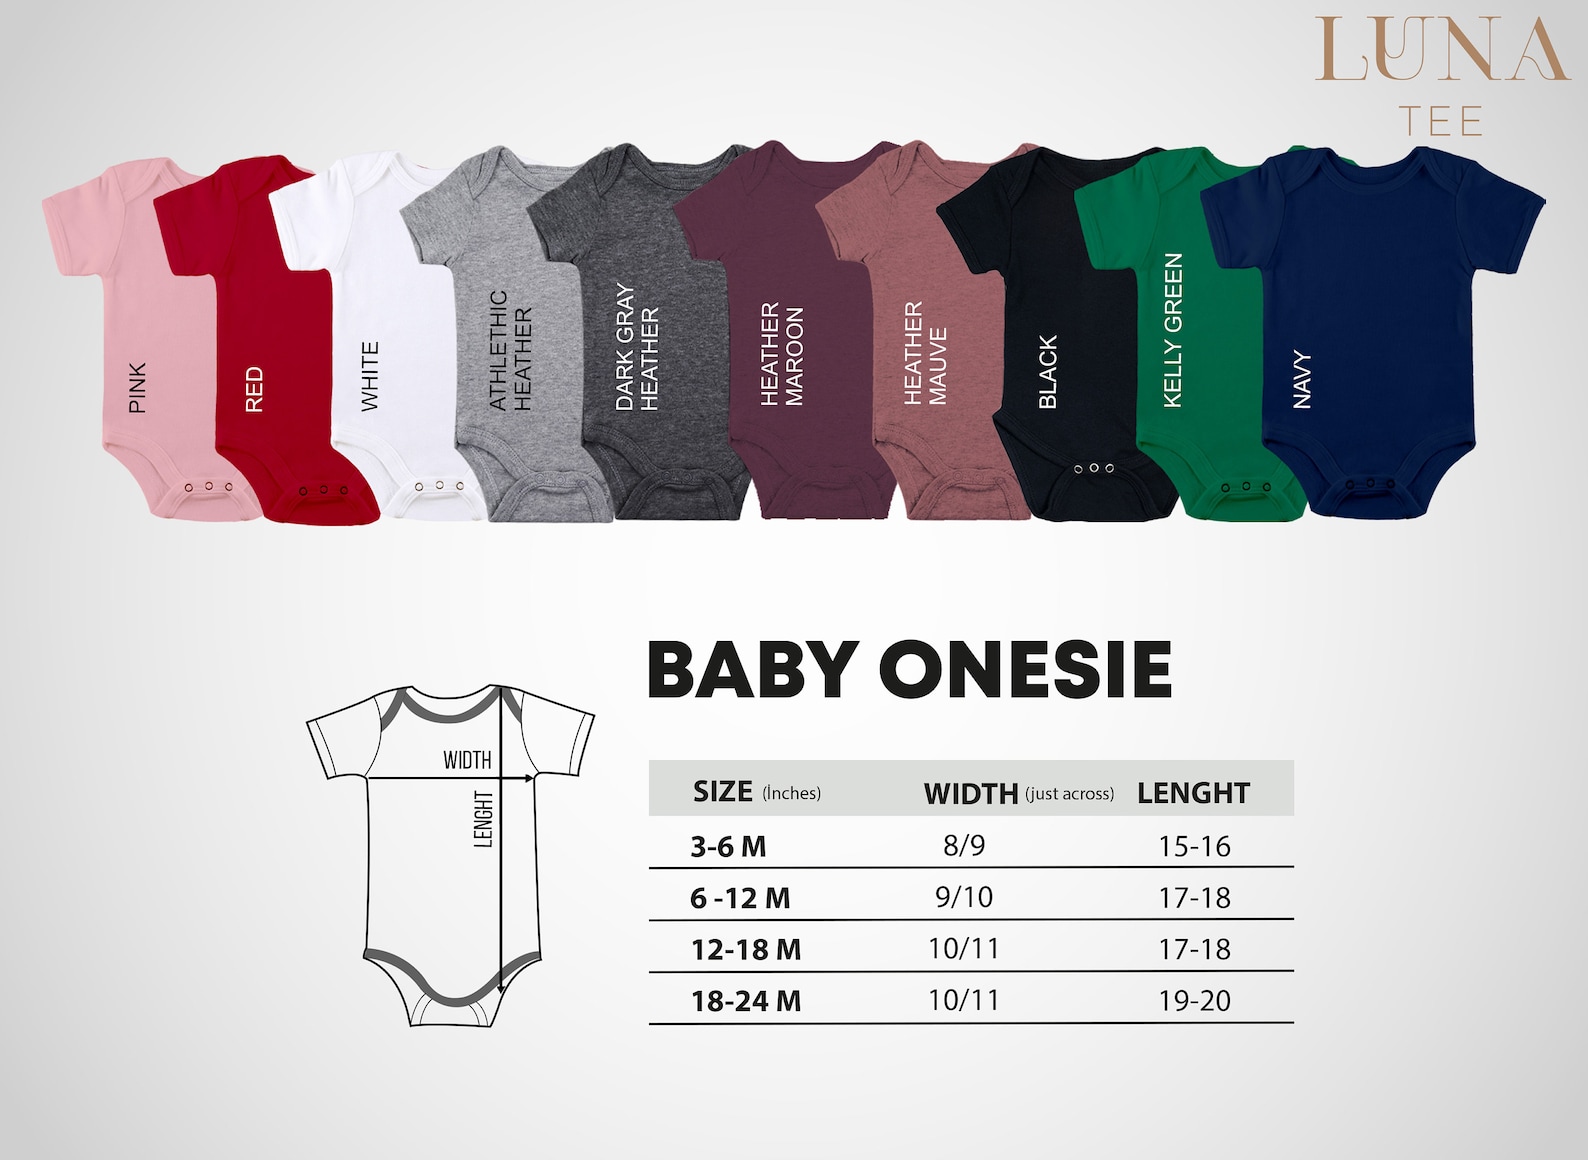 LUNA
TEE
PINK
RED
WHITE
ATHLETHIC
HEATHER
DARK GRAY
HEATHER
HEATHER
MAROON
HEATHER
MAUVE
BLACK
KELLY GREEN
NAVY
BABY ONESIE
WIDTH
LENGHT
SIZE (Inches) WIDTH (just across) LENGHT
3-6 M 8/9 15-16
6 -12 M 9/10 17-18
12-18 M 10/11 17-18
18-24 M 10/11 19-20